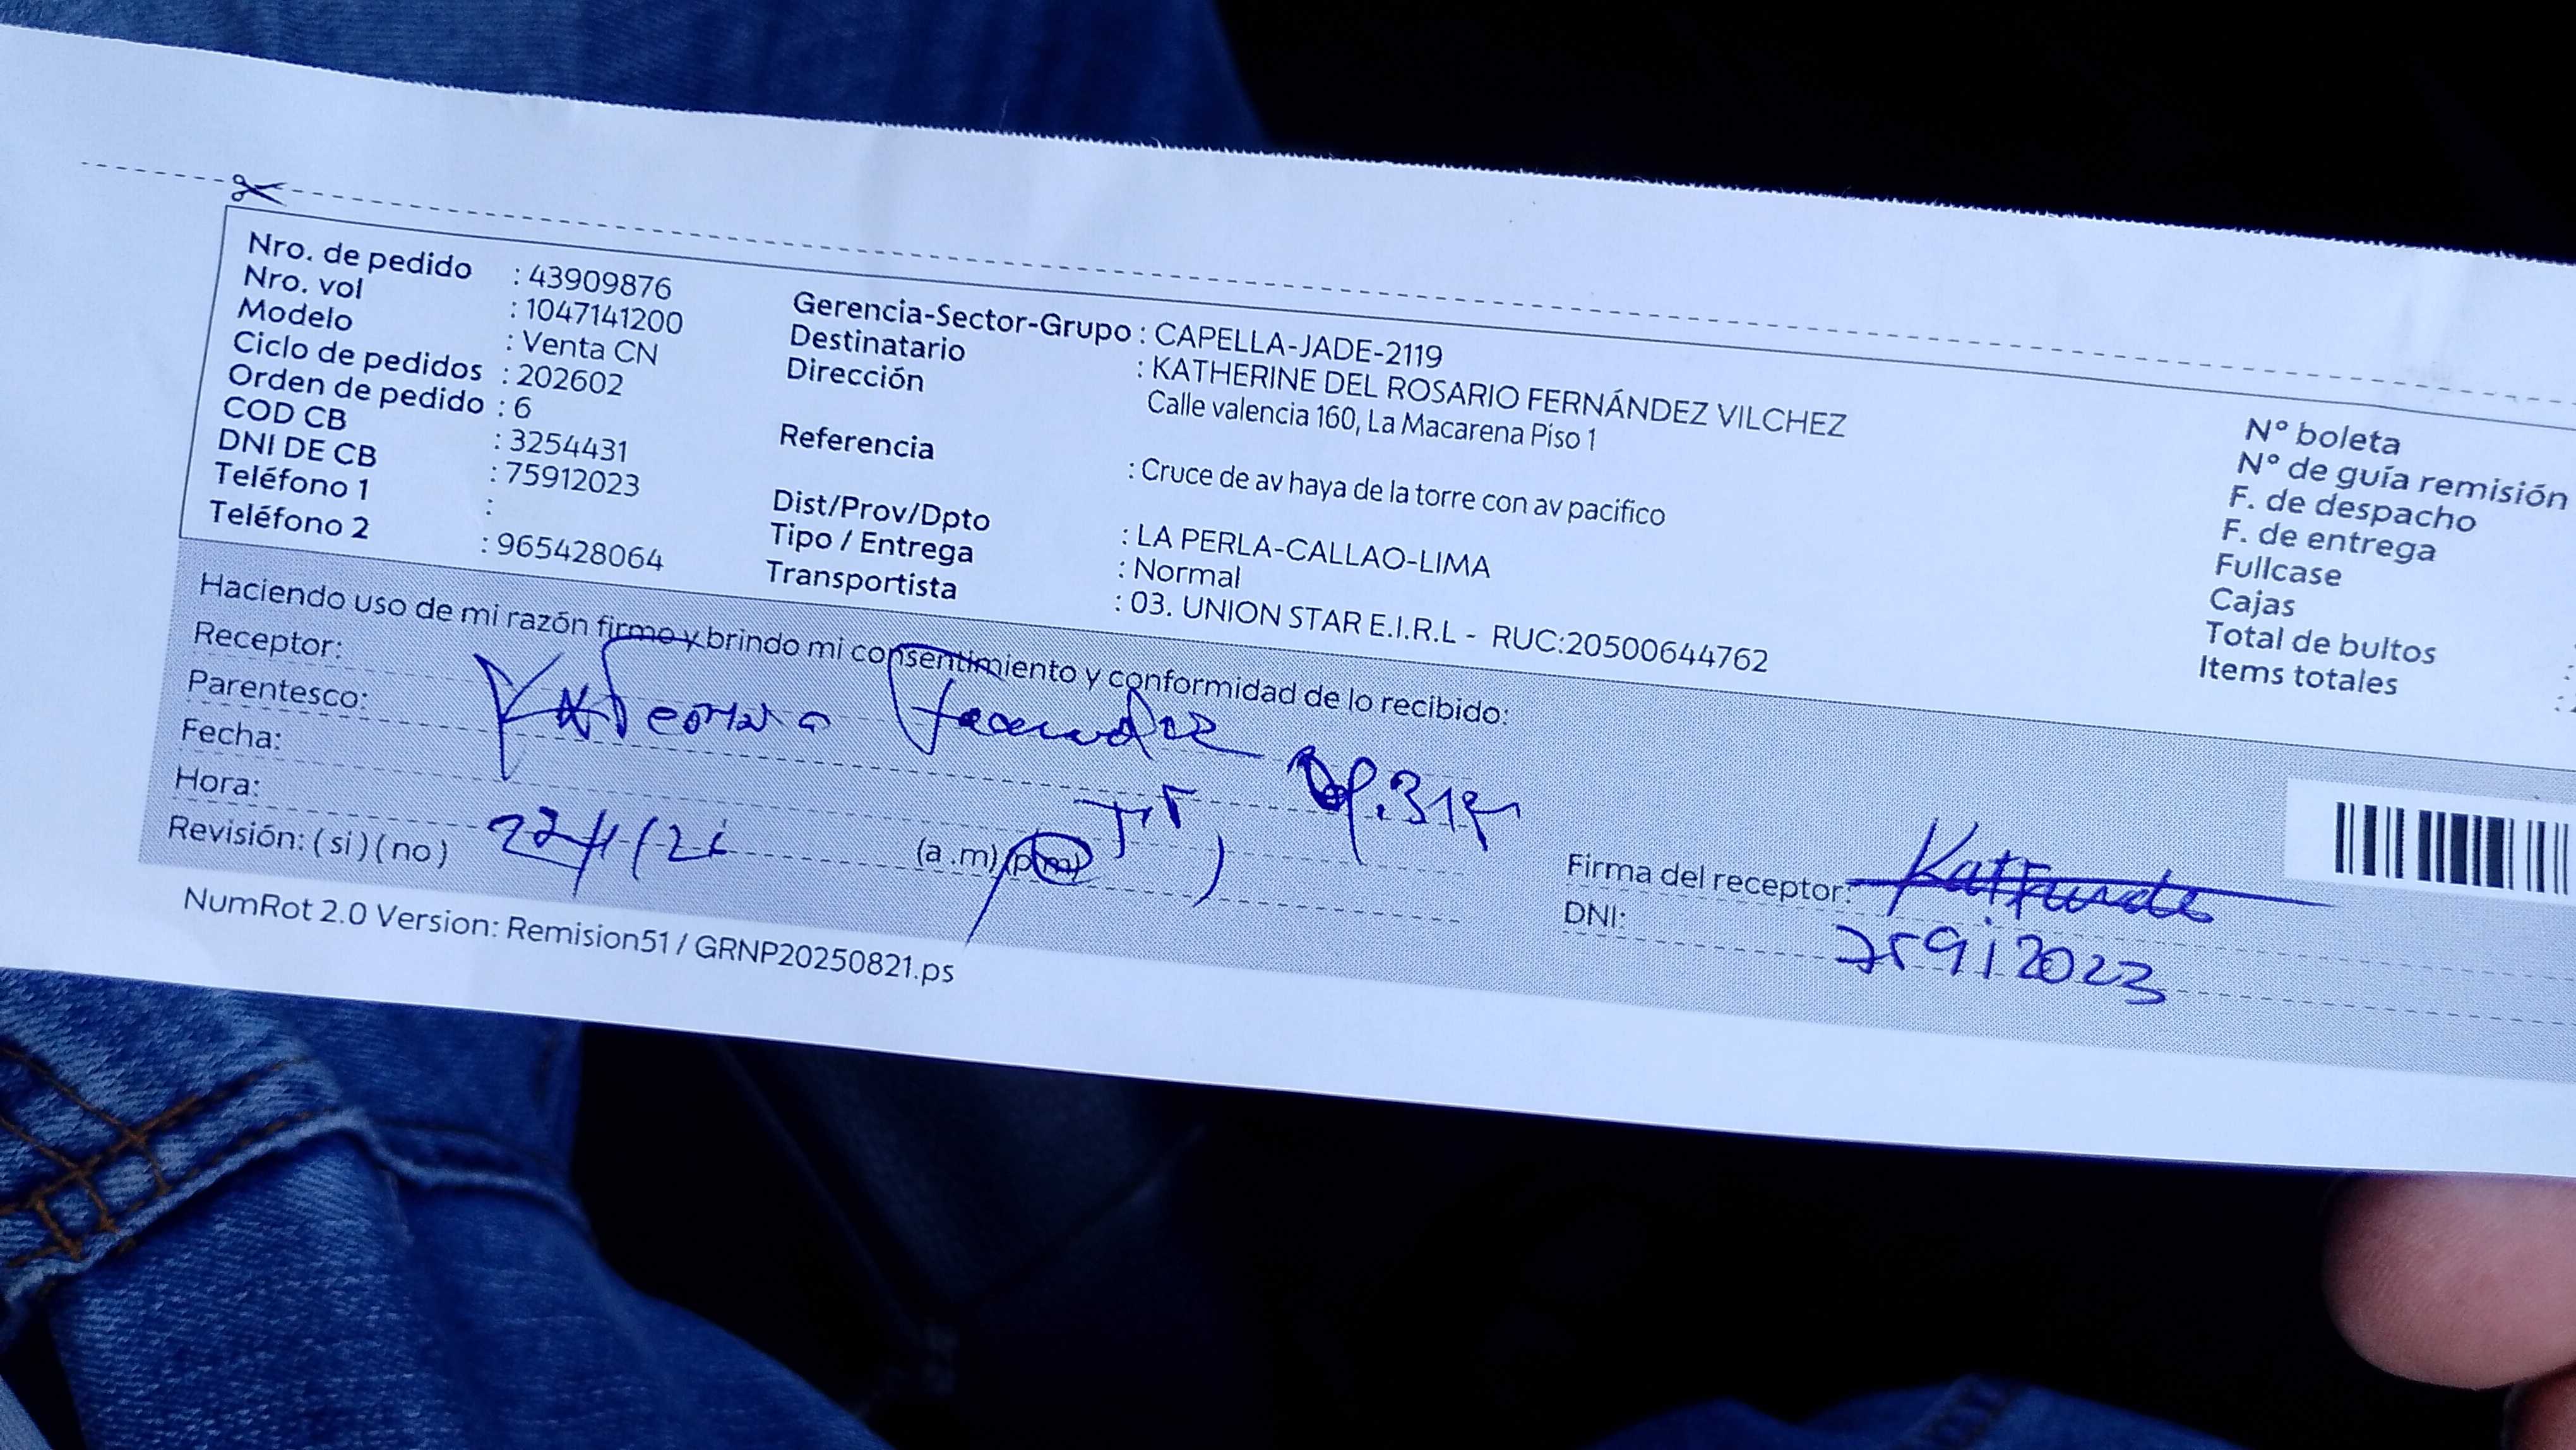 Nro. de pedido : 43909876
Nro. vol : 1047141200
Modelo : Venta CN
Ciclo de pedidos : 202602
Orden de pedido : 6
COD CB : 3254431
DNI DE CB : 75912023
Teléfono 1 :
Teléfono 2 : 965428064
Gerencia-Sector-Grupo : CAPELLA-JADE-2119
Destinatario : KATHERINE DEL ROSARIO FERNÁNDEZ VILCHEZ
Dirección Calle valencia 160, La Macarena Piso 1
Referencia : Cruce de av haya de la torre con av pacifico
Dist/Prov/Dpto : LA PERLA-CALLAO-LIMA
Tipo / Entrega : Normal
Transportista : 03. UNION STAR E.I.R.L - RUC:20500644762
N° boleta
N° de guía remisión
F. de despacho
F. de entrega
Fullcase
Cajas
Total de bultos
Items totales
Haciendo uso de mi razón firmo y brindo mi consentimiento y conformidad de lo recibido:
Receptor:
Parentesco:
Fecha:
Hora: (a .m) (p.m)
Revisión: ( si ) ( no )
Firma del receptor:
DNI: 75912023
NumRot 2.0 Version: Remision51 / GRNP20250821.ps